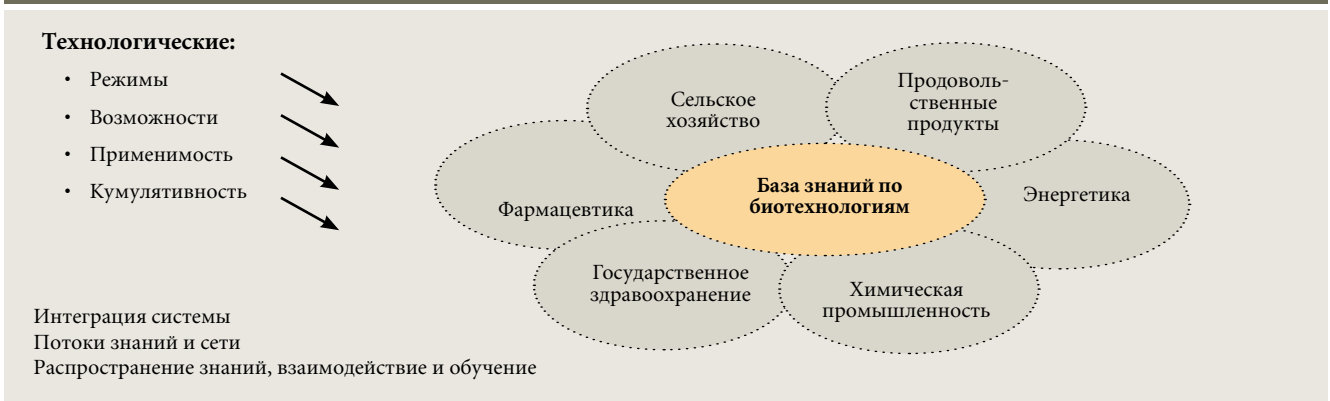 Технологические:
• Режимы
• Возможности
• Применимость
• Кумулятивность
Сельское
хозяйство
Продоволь-
ственные
продукты
Фармацевтика
База знаний по
биотехнологиям
Энергетика
Государственное
здравоохранение
Химическая
промышленность
Интеграция системы
Потоки знаний и сети
Распространение знаний, взаимодействие и обучение